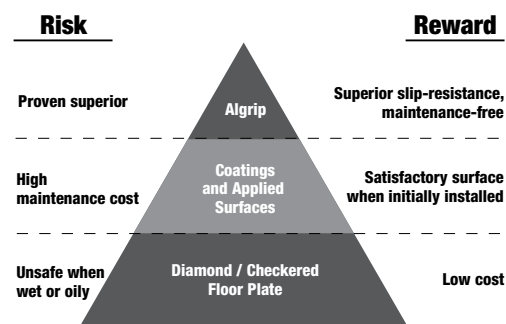 Risk
Reward
Proven superior
Algrip
Superior slip-resistance,
maintenance-free
High
maintenance cost
Coatings
and Applied
Surfaces
Satisfactory surface
when initially installed
Unsafe when
wet or oily
Diamond / Checkered
Floor Plate
Low cost